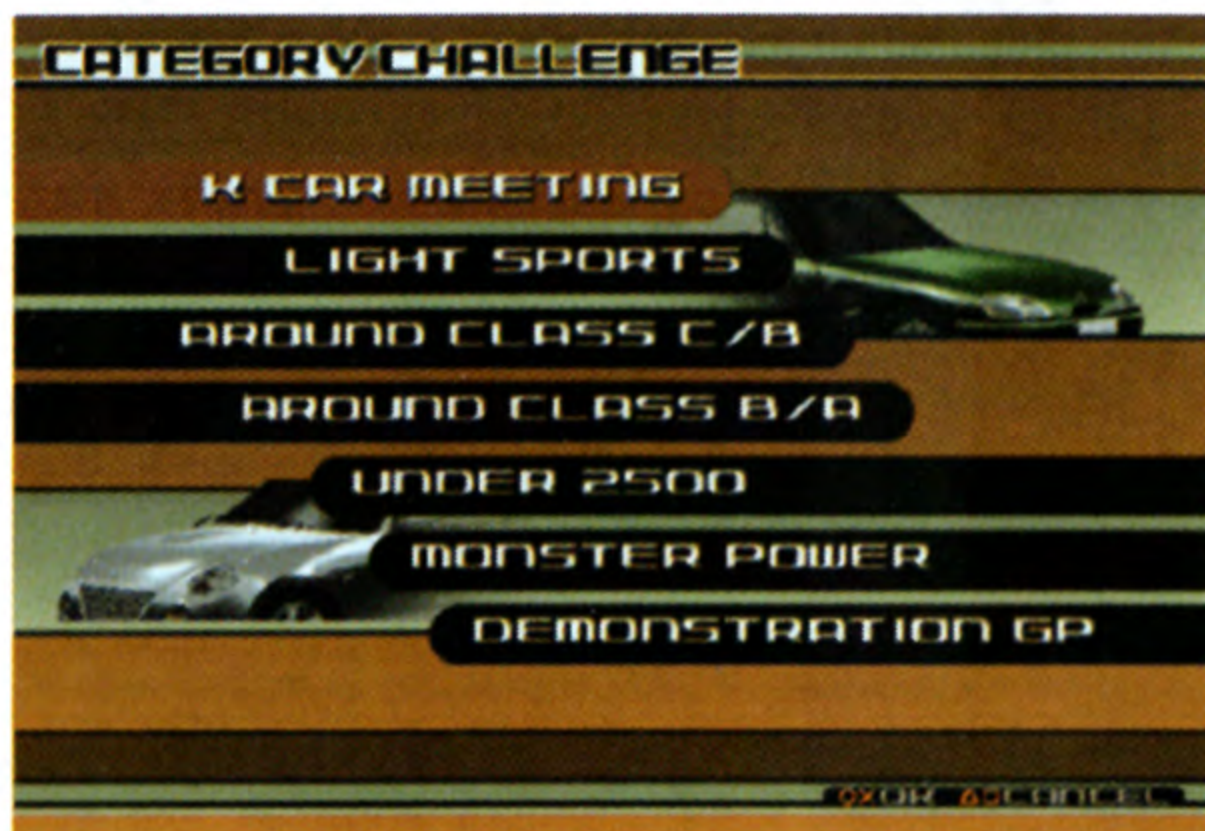 CATEGORY CHALLENGE
K CAR MEETING
LIGHT SPORTS
AROUND CLASS C/B
AROUND CLASS B/A
UNDER 2500
MONSTER POWER
DEMONSTRATION GP
OK CANCEL